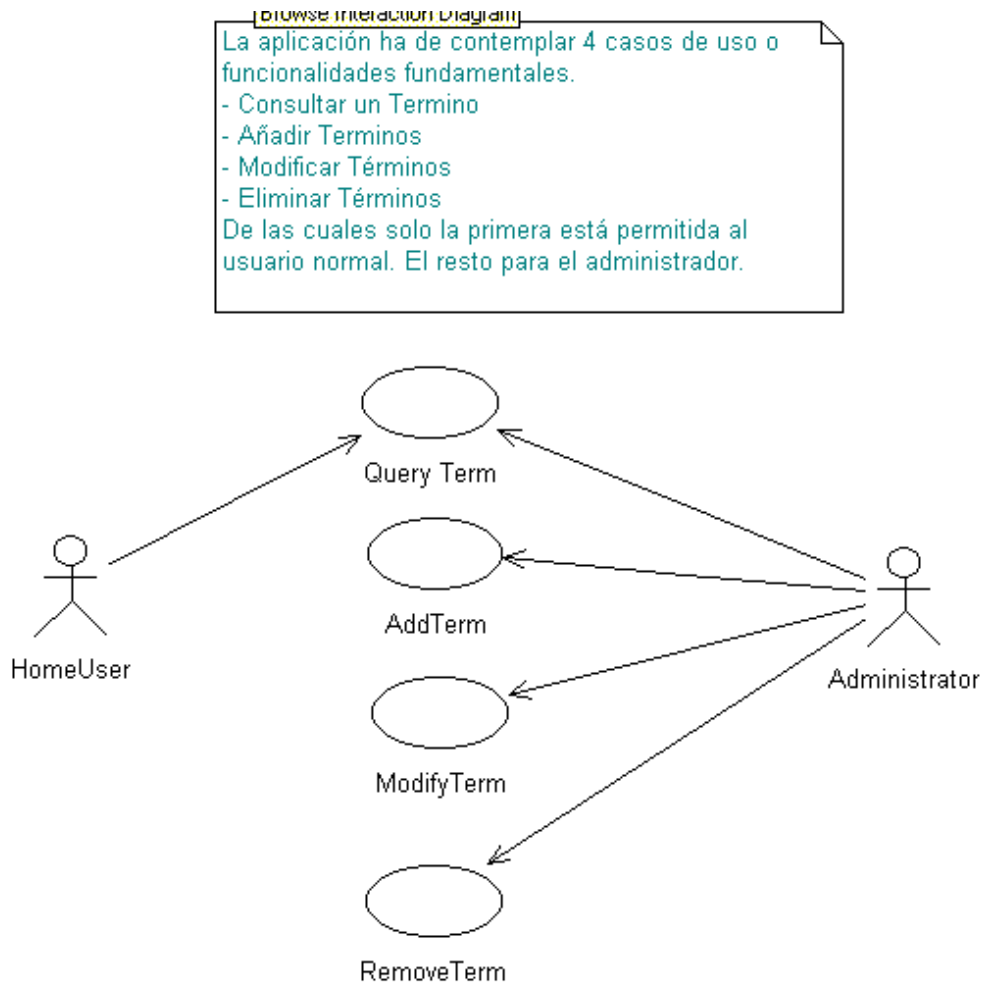 Browse Interaction Diagram
La aplicación ha de contemplar 4 casos de uso o
funcionalidades fundamentales.
- Consultar un Termino
- Añadir Terminos
- Modificar Términos
- Eliminar Términos
De las cuales solo la primera está permitida al
usuario normal. El resto para el administrador.
Query Term
AddTerm
HomeUser
Administrator
ModifyTerm
RemoveTerm